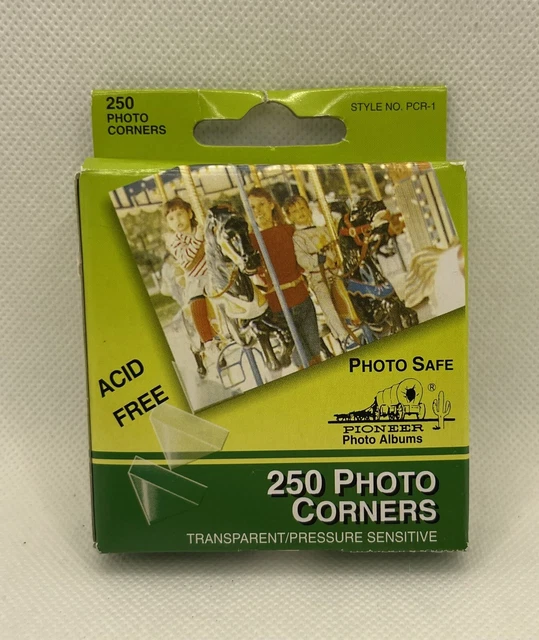 250
PHOTO
CORNERS
STYLE NO. PCR-1
ACID
FREE
PHOTO SAFE
®
PIONEER
Photo Albums
250 PHOTO
CORNERS
TRANSPARENT/PRESSURE SENSITIVE